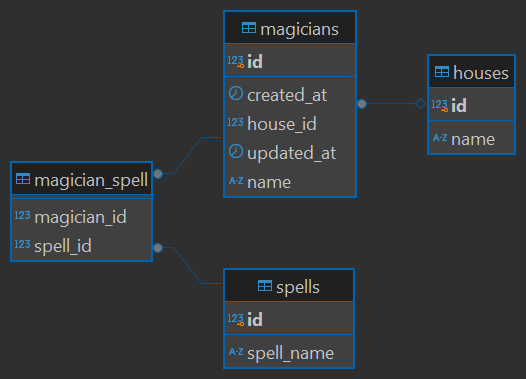 magicians
123 id
created_at
123 house_id
updated_at
A-Z name
houses
123 id
A-Z name
magician_spell
123 magician_id
123 spell_id
spells
123 id
A-Z spell_name